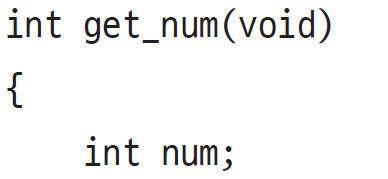 int get_num(void)
{
    int num;